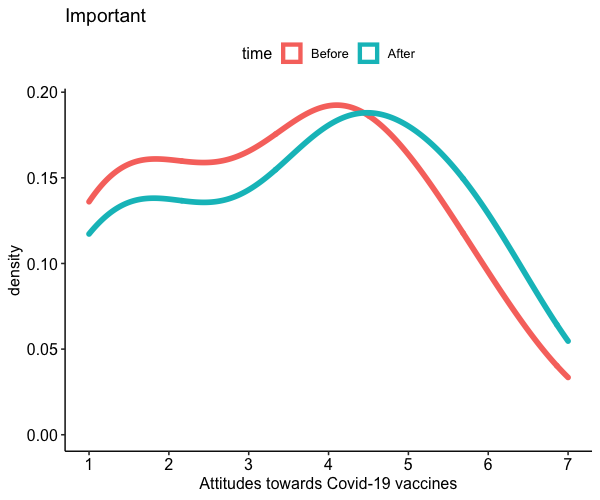 Important
time Before After
0.20
0.15
0.10
0.05
0.00
density
1 2 3 4 5 6 7
Attitudes towards Covid-19 vaccines